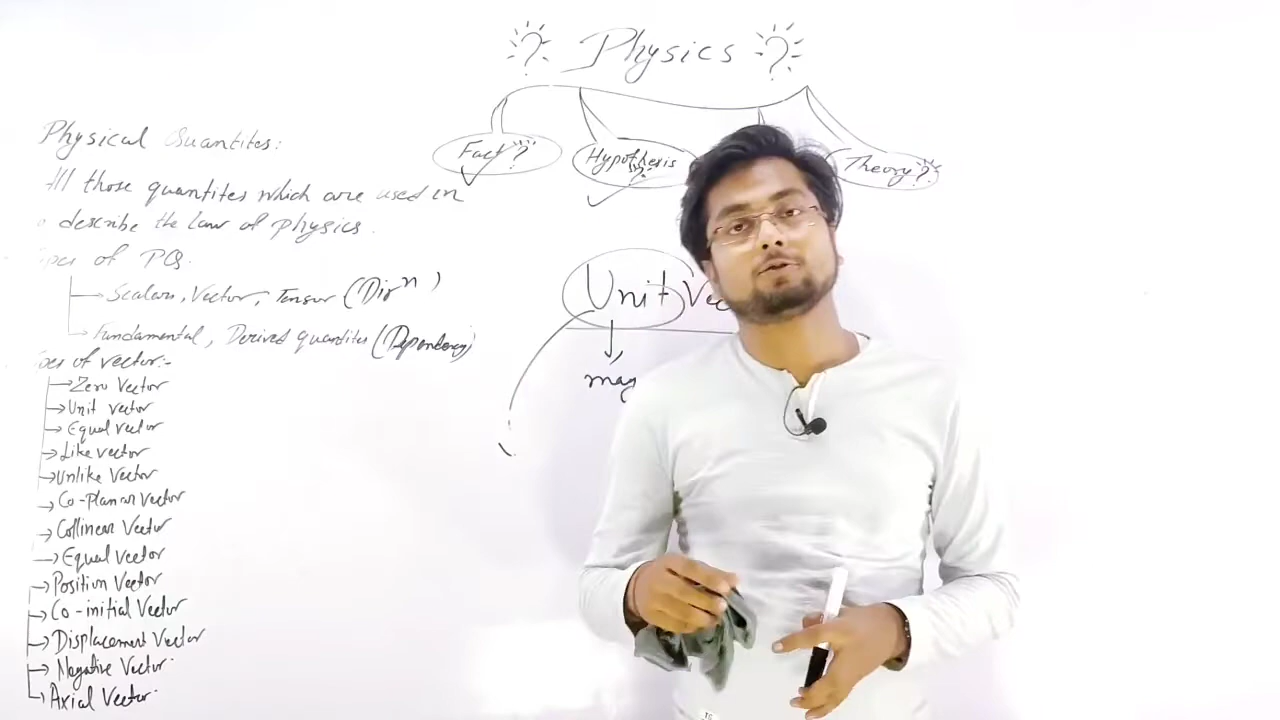 ? Physics ?
Fact?
Hypothesis
?
Theory?
Physical Quantites:
All those quantites which are used in
describe the law of physics.
of PQ.
Scalars, Vector, Tensor (Dirⁿ)
Fundamental, Derived quantites (Dependency)
of vector:-
Zero Vector
Unit vector
Equal vector
Like vector
Unlike Vector
Co-planar Vector
Collinear Vector
Equal vector
Position Vector
Co-initial Vector
Displacement Vector
Negative Vector
Axial Vector
Unit Vec
mag